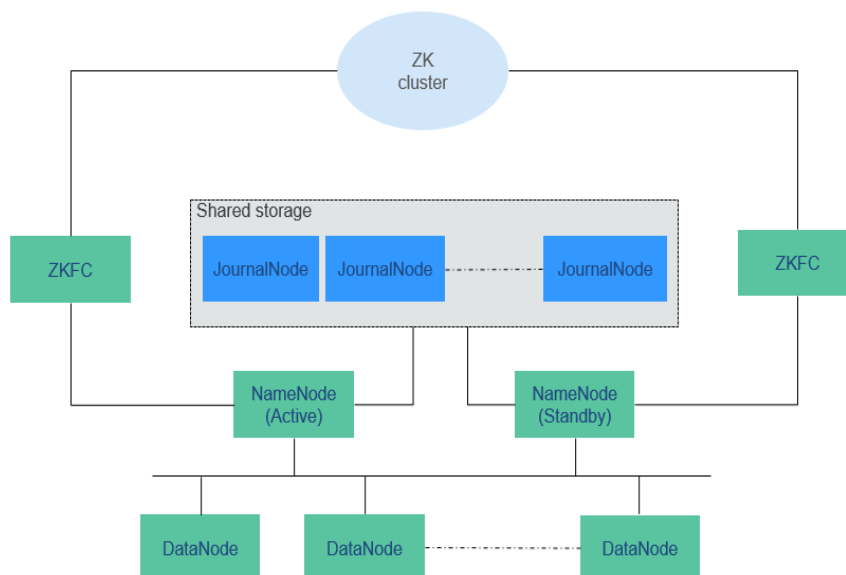 ZK
cluster
Shared storage
ZKFC
JournalNode
JournalNode
JournalNode
ZKFC
NameNode
(Active)
NameNode
(Standby)
DataNode
DataNode
DataNode